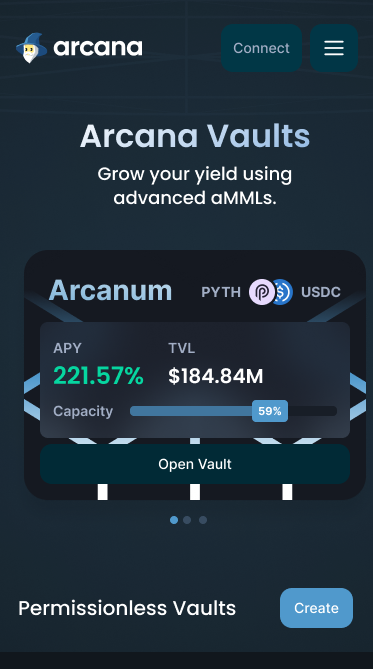 arcana
Connect
Arcana Vaults
Grow your yield using
advanced aMMLs.
Arcanum
PYTH
USDC
APY
TVL
221.57%
$184.84M
Capacity
59%
Open Vault
Permissionless Vaults
Create